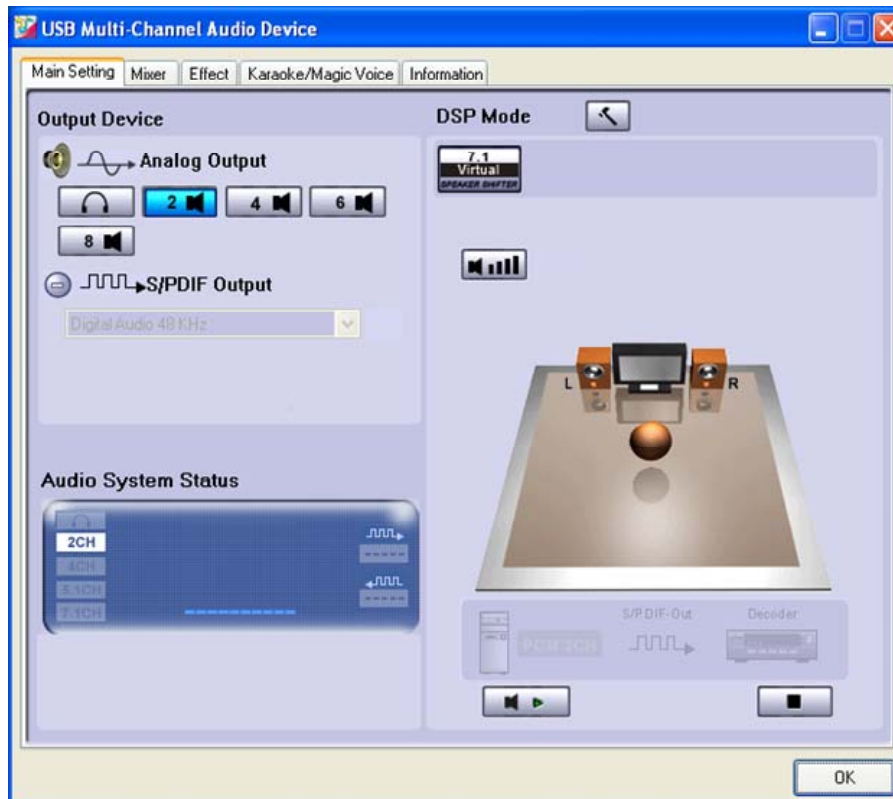 USB Multi-Channel Audio Device
Main Setting Mixer Effect Karaoke/Magic Voice Information
Output Device
Analog Output
2 4 6
8
S/PDIF Output
Digital Audio 48 KHz
Audio System Status
2CH
4CH
5.1CH
7.1CH
DSP Mode
7.1
Virtual
SPEAKER SHIFTER
L R
S/PDIF-Out Decoder
PCM 2CH
OK